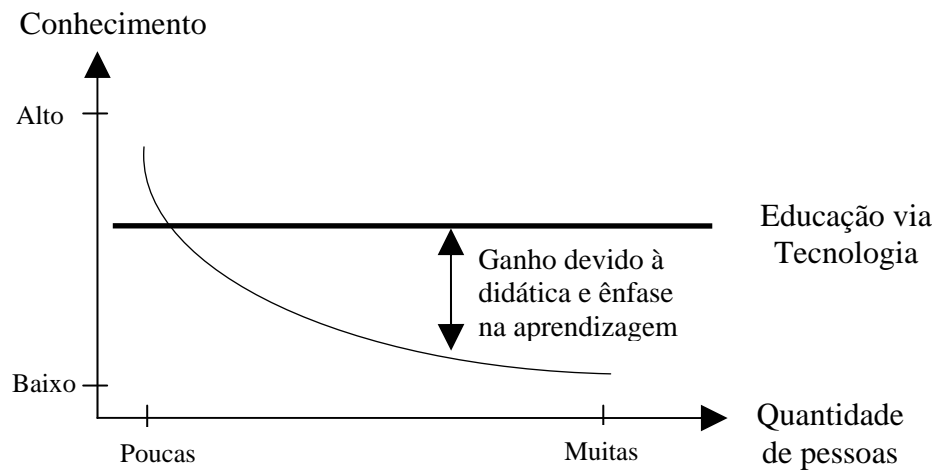 Conhecimento
Alto
Educação via
Tecnologia
Ganho devido à
didática e ênfase
na aprendizagem
Baixo
Quantidade
de pessoas
Poucas
Muitas